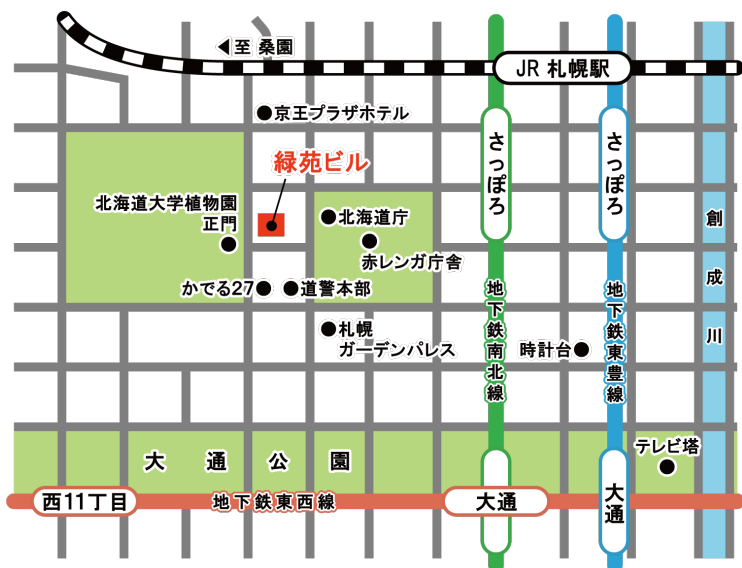 ◀至 桑園
JR 札幌駅
京王プラザホテル
さっぽろ
さっぽろ
緑苑ビル
北海道大学植物園
正門
北海道庁
赤レンガ庁舎
創成川
かでる27
道警本部
地下鉄南北線
地下鉄東豊線
札幌
ガーデンパレス
時計台
大通公園
テレビ塔
西11丁目
地下鉄東西線
大通
大通